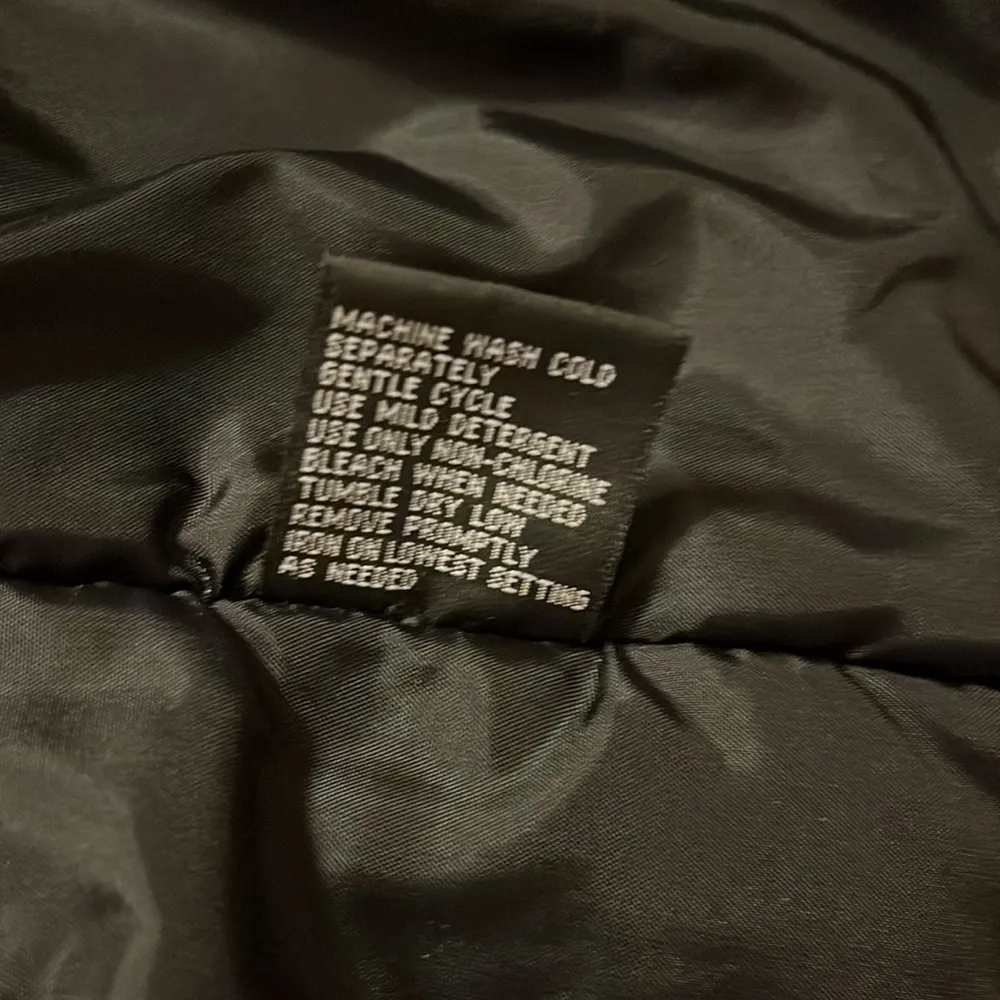 MACHINE WASH COLD
SEPARATELY
GENTLE CYCLE
USE MILD DETERGENT
USE ONLY NON-CHLORINE
BLEACH WHEN NEEDED
TUMBLE DRY LOW
REMOVE PROMPTLY
IRON ON LOWEST SETTING
AS NEEDED